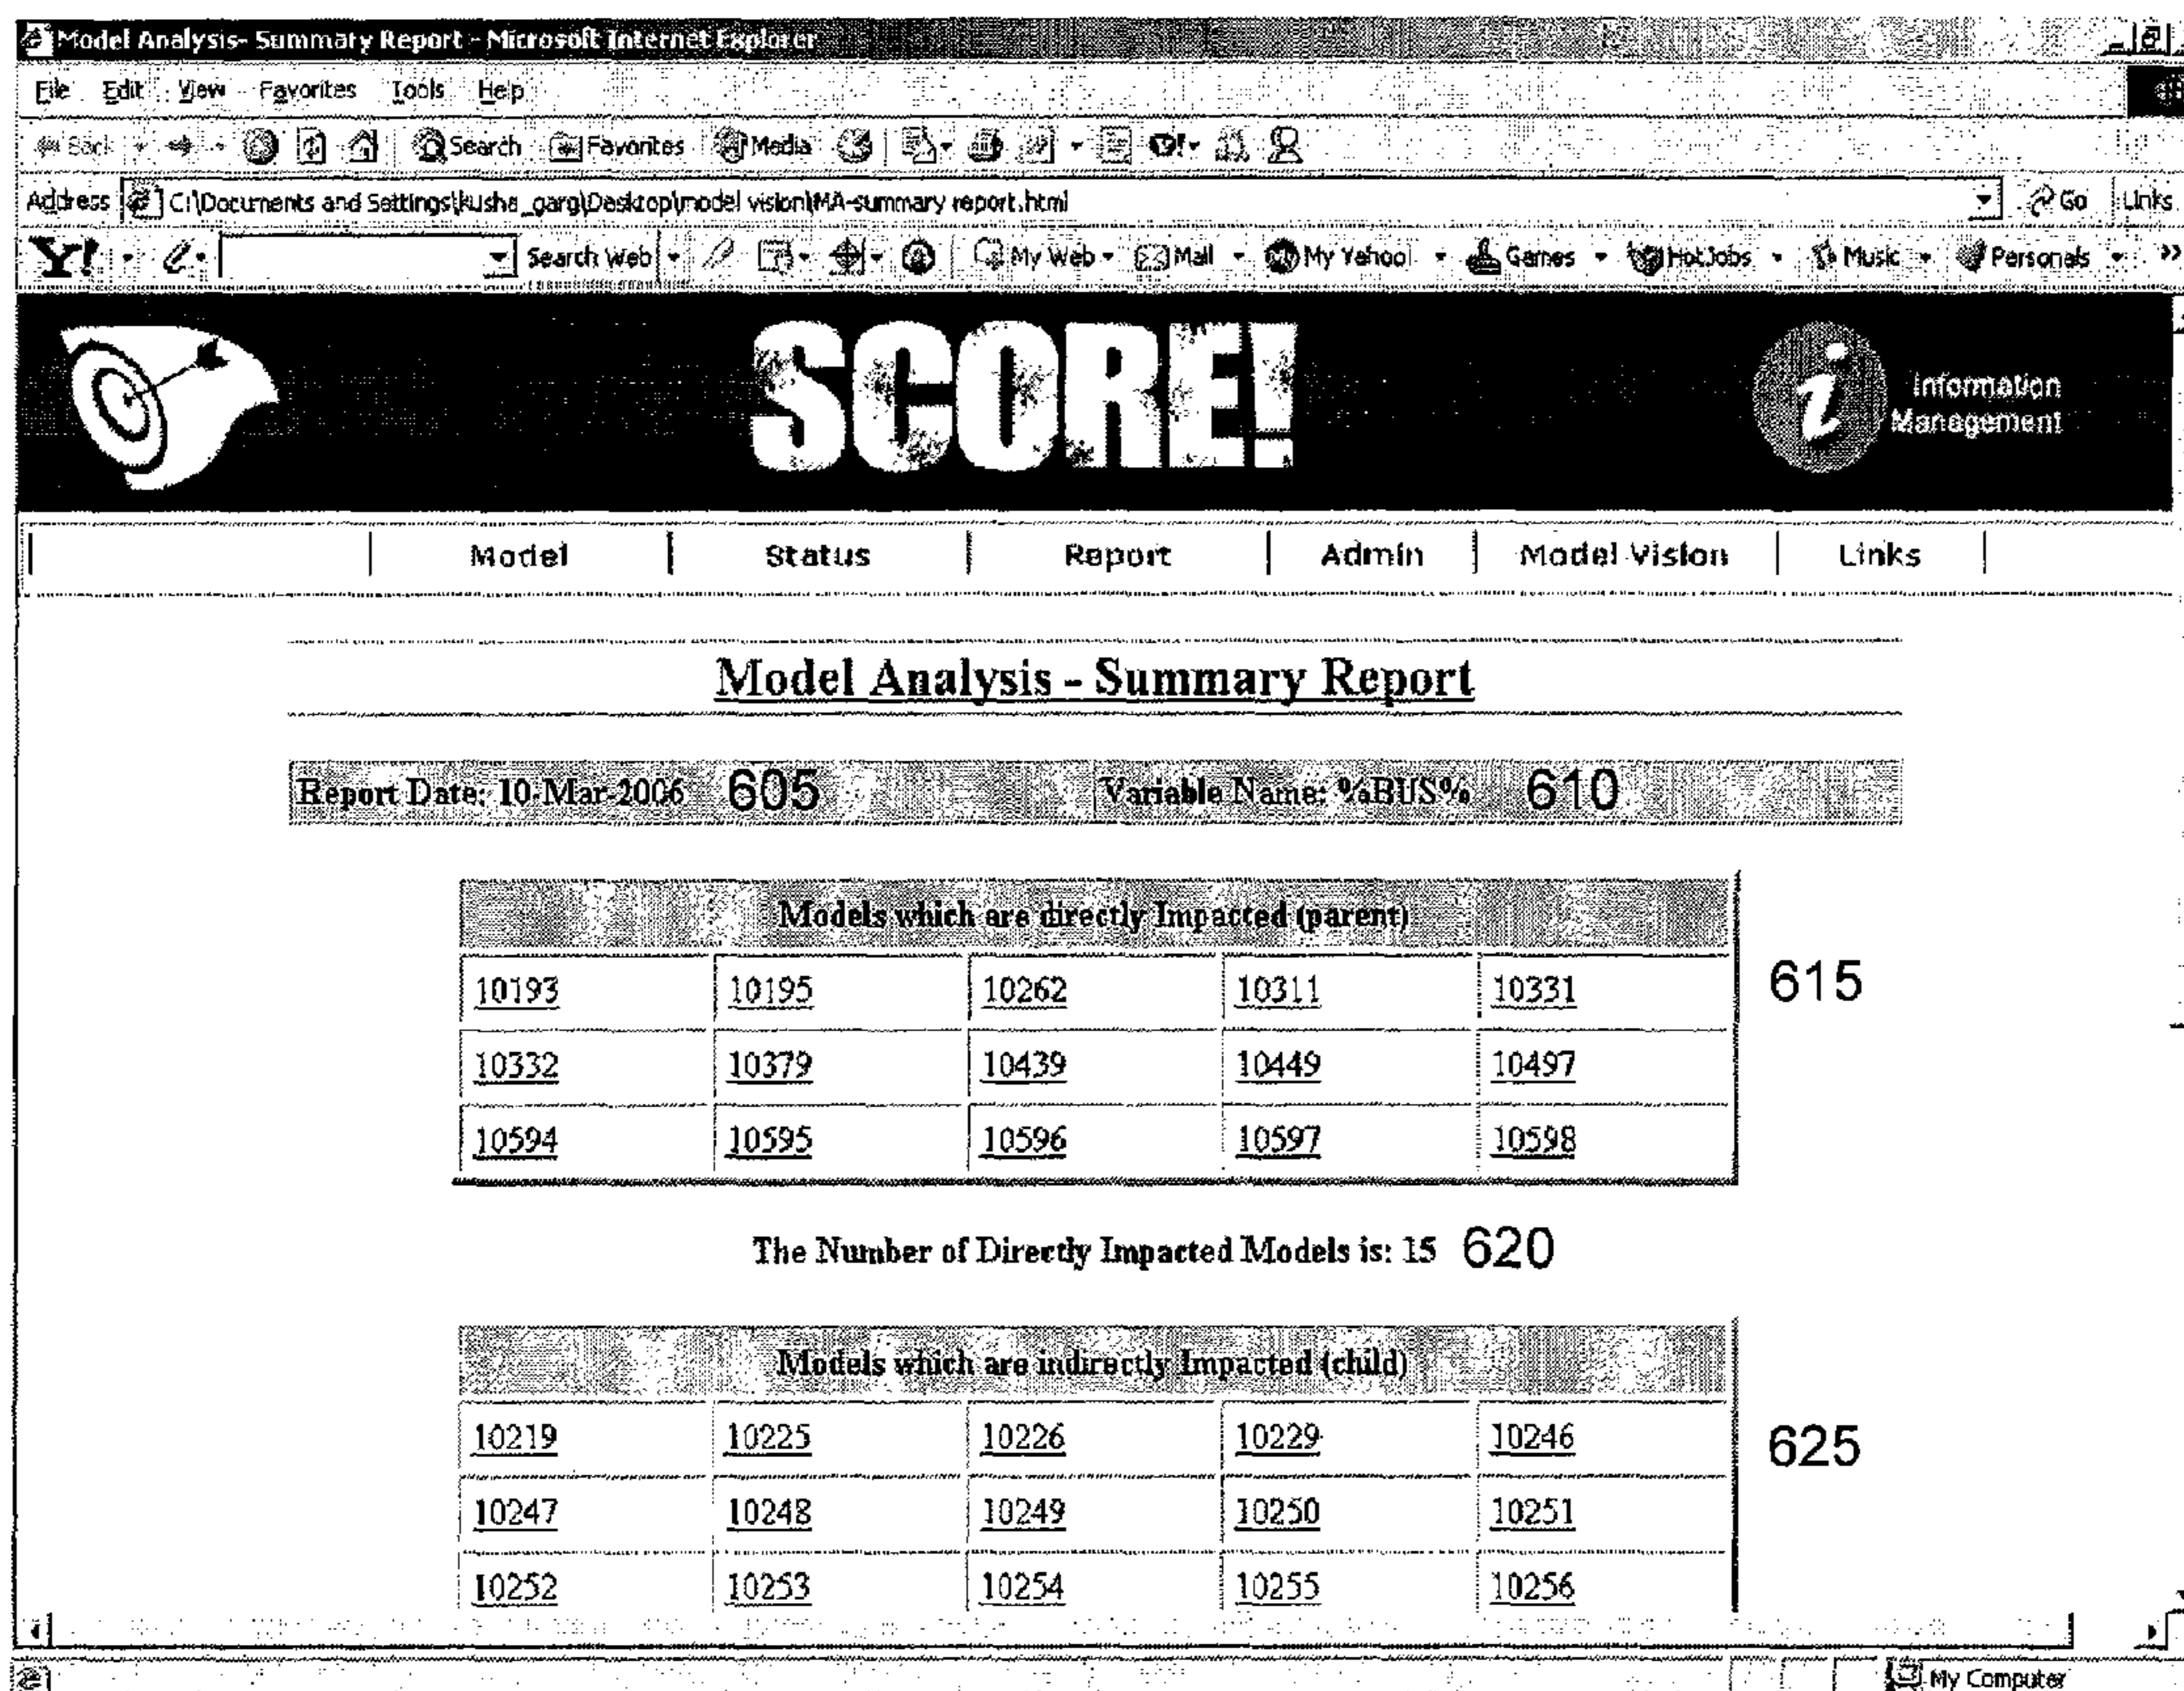 Model Analysis- Summary Report - Microsoft Internet Explorer
File Edit View Favorites Tools Help
Back Search Favorites Media
Address C:\Documents and Settings\kusha_garg\Desktop\model vision\MA-summary report.html Go Links
Y! Search Web My Web Mail My Yahoo! Games HotJobs Music Personals »
SCORE!
i Information Management
Model Status Report Admin Model Vision Links
Model Analysis - Summary Report
Report Date: 10-Mar-2006 605 Variable Name: %BUS% 610
Models which are directly Impacted (parent)
10193 10195 10262 10311 10331 615
10332 10379 10439 10449 10497
10594 10595 10596 10597 10598
The Number of Directly Impacted Models is: 15 620
Models which are indirectly Impacted (child)
10219 10225 10226 10229 10246 625
10247 10248 10249 10250 10251
10252 10253 10254 10255 10256
My Computer